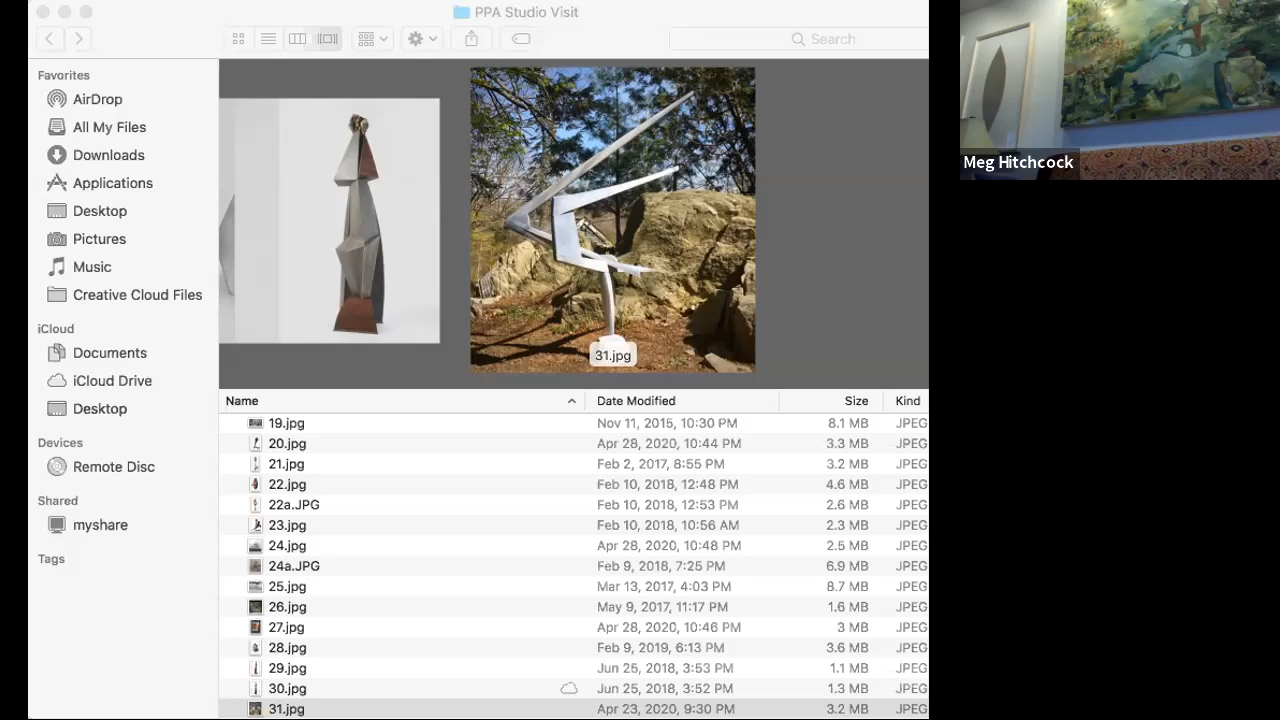 PPA Studio Visit
Search
Meg Hitchcock
Favorites
AirDrop
All My Files
Downloads
Applications
Desktop
Pictures
Music
Creative Cloud Files
iCloud
Documents
iCloud Drive
Desktop
Devices
Remote Disc
Shared
myshare
Tags
31.jpg
Name Date Modified Size Kind
19.jpg Nov 11, 2015, 10:30 PM 8.1 MB JPEG
20.jpg Apr 28, 2020, 10:44 PM 3.3 MB JPEG
21.jpg Feb 2, 2017, 8:55 PM 3.2 MB JPEG
22.jpg Feb 10, 2018, 12:48 PM 4.6 MB JPEG
22a.JPG Feb 10, 2018, 12:53 PM 2.6 MB JPEG
23.jpg Feb 10, 2018, 10:56 AM 2.3 MB JPEG
24.jpg Apr 28, 2020, 10:48 PM 2.5 MB JPEG
24a.JPG Feb 9, 2018, 7:25 PM 6.9 MB JPEG
25.jpg Mar 13, 2017, 4:03 PM 8.7 MB JPEG
26.jpg May 9, 2017, 11:17 PM 1.6 MB JPEG
27.jpg Apr 28, 2020, 10:46 PM 3 MB JPEG
28.jpg Feb 9, 2019, 6:13 PM 3.6 MB JPEG
29.jpg Jun 25, 2018, 3:53 PM 1.1 MB JPEG
30.jpg Jun 25, 2018, 3:52 PM 1.3 MB JPEG
31.jpg Apr 23, 2020, 9:30 PM 3.2 MB JPEG